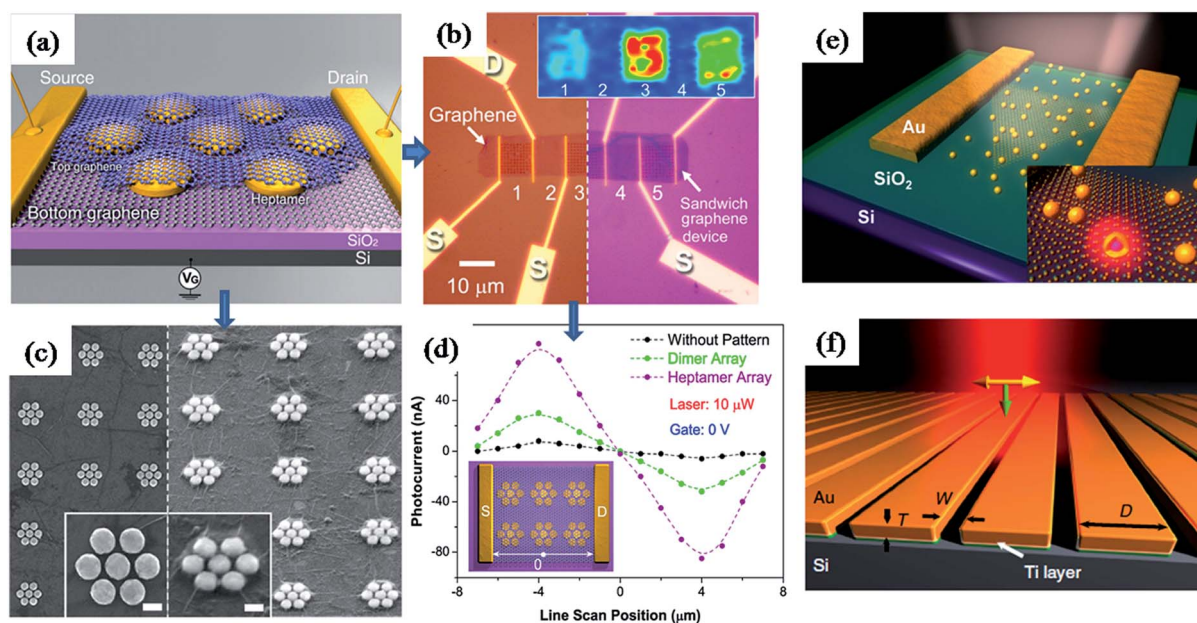 (a)
Source
Drain
Top graphene
Heptamer
Bottom graphene
SiO₂
Si
VG
(b)
D
1 2 3 4 5
Graphene
1 2 3 4 5
Sandwich
graphene
device
S
S
S
10 μm
(c)
(d)
Without Pattern
Dimer Array
Heptamer Array
Laser: 10 μW
Gate: 0 V
Photocurrent (nA)
40
0
-40
-80
S
D
0
-8 -4 0 4 8
Line Scan Position (μm)
(e)
Au
SiO₂
Si
(f)
Au
T
W
D
Si
Ti layer